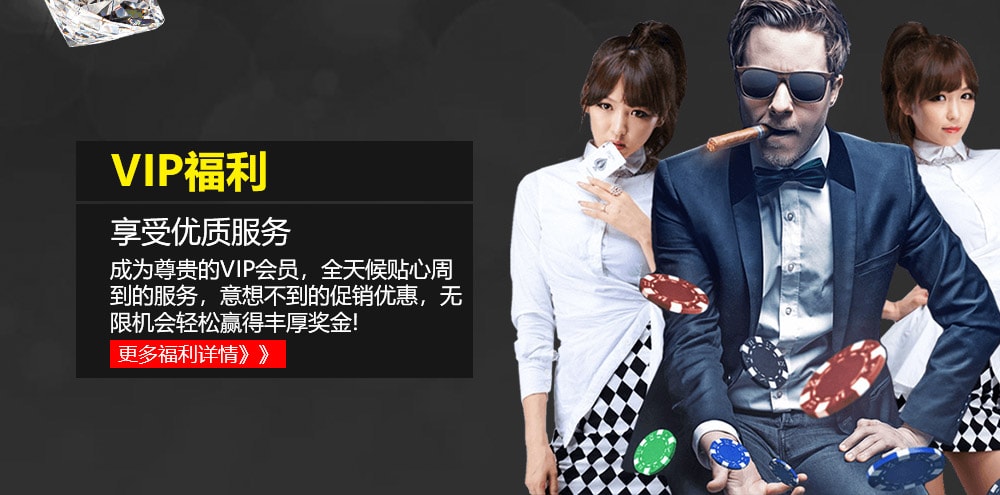 VIP福利
享受优质服务
成为尊贵的VIP会员，全天候贴心周
到的服务，意想不到的促销优惠，无
限机会轻松赢得丰厚奖金!
更多福利详情》》